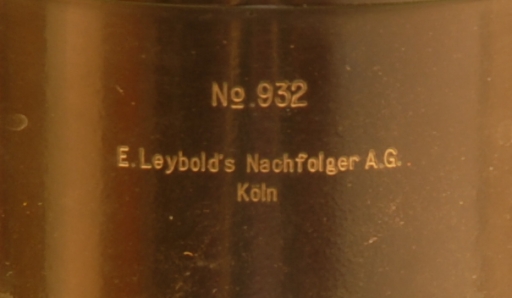 No. 932
E. Leybold's Nachfolger A.G.
Köln